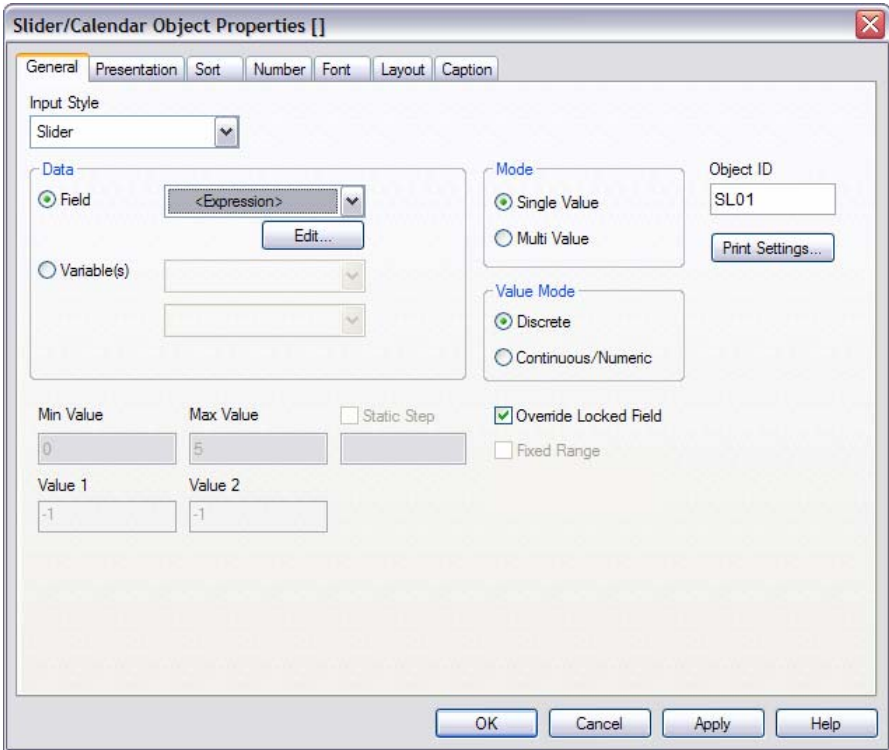 Slider/Calendar Object Properties []
General Presentation Sort Number Font Layout Caption
Input Style
Slider
Data
Field <Expression>
Edit...
Variable(s)
Mode
Single Value
Multi Value
Object ID
SL01
Print Settings...
Value Mode
Discrete
Continuous/Numeric
Min Value Max Value Static Step Override Locked Field
0 5 Fixed Range
Value 1 Value 2
-1 -1
OK Cancel Apply Help